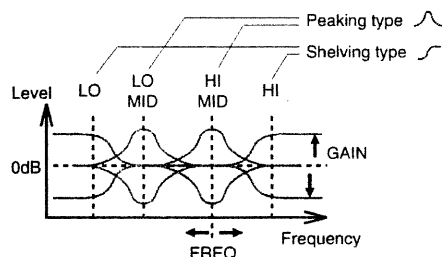 Peaking type
Shelving type
LO
LO
MID
HI
MID
HI
Level
0dB
GAIN
Frequency
FREQ